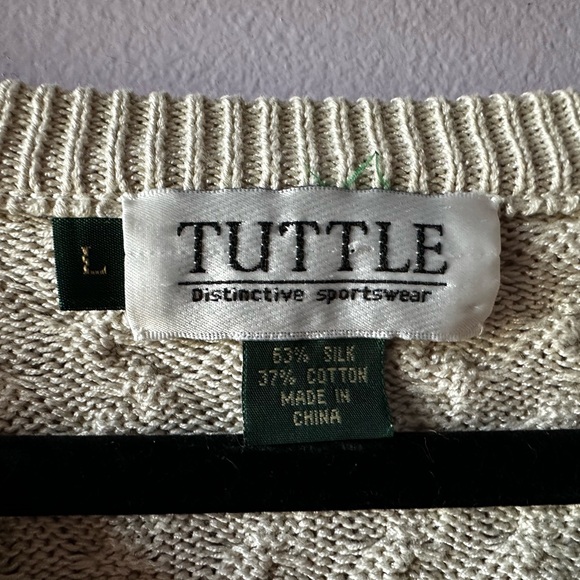 L
TUTTLE
Distinctive sportswear
63% SILK
37% COTTON
MADE IN
CHINA